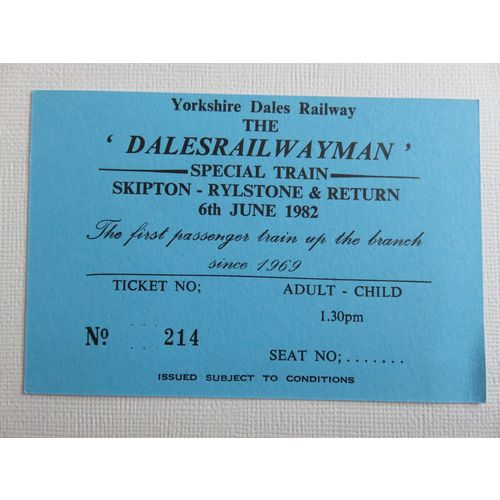 Yorkshire Dales Railway
THE
‘ DALESRAILWAYMAN ’
SPECIAL TRAIN
SKIPTON - RYLSTONE & RETURN
6th JUNE 1982
The first passenger train up the branch
since 1969
TICKET NO; ADULT - CHILD
1.30pm
Nº 214
SEAT NO;.......
ISSUED SUBJECT TO CONDITIONS